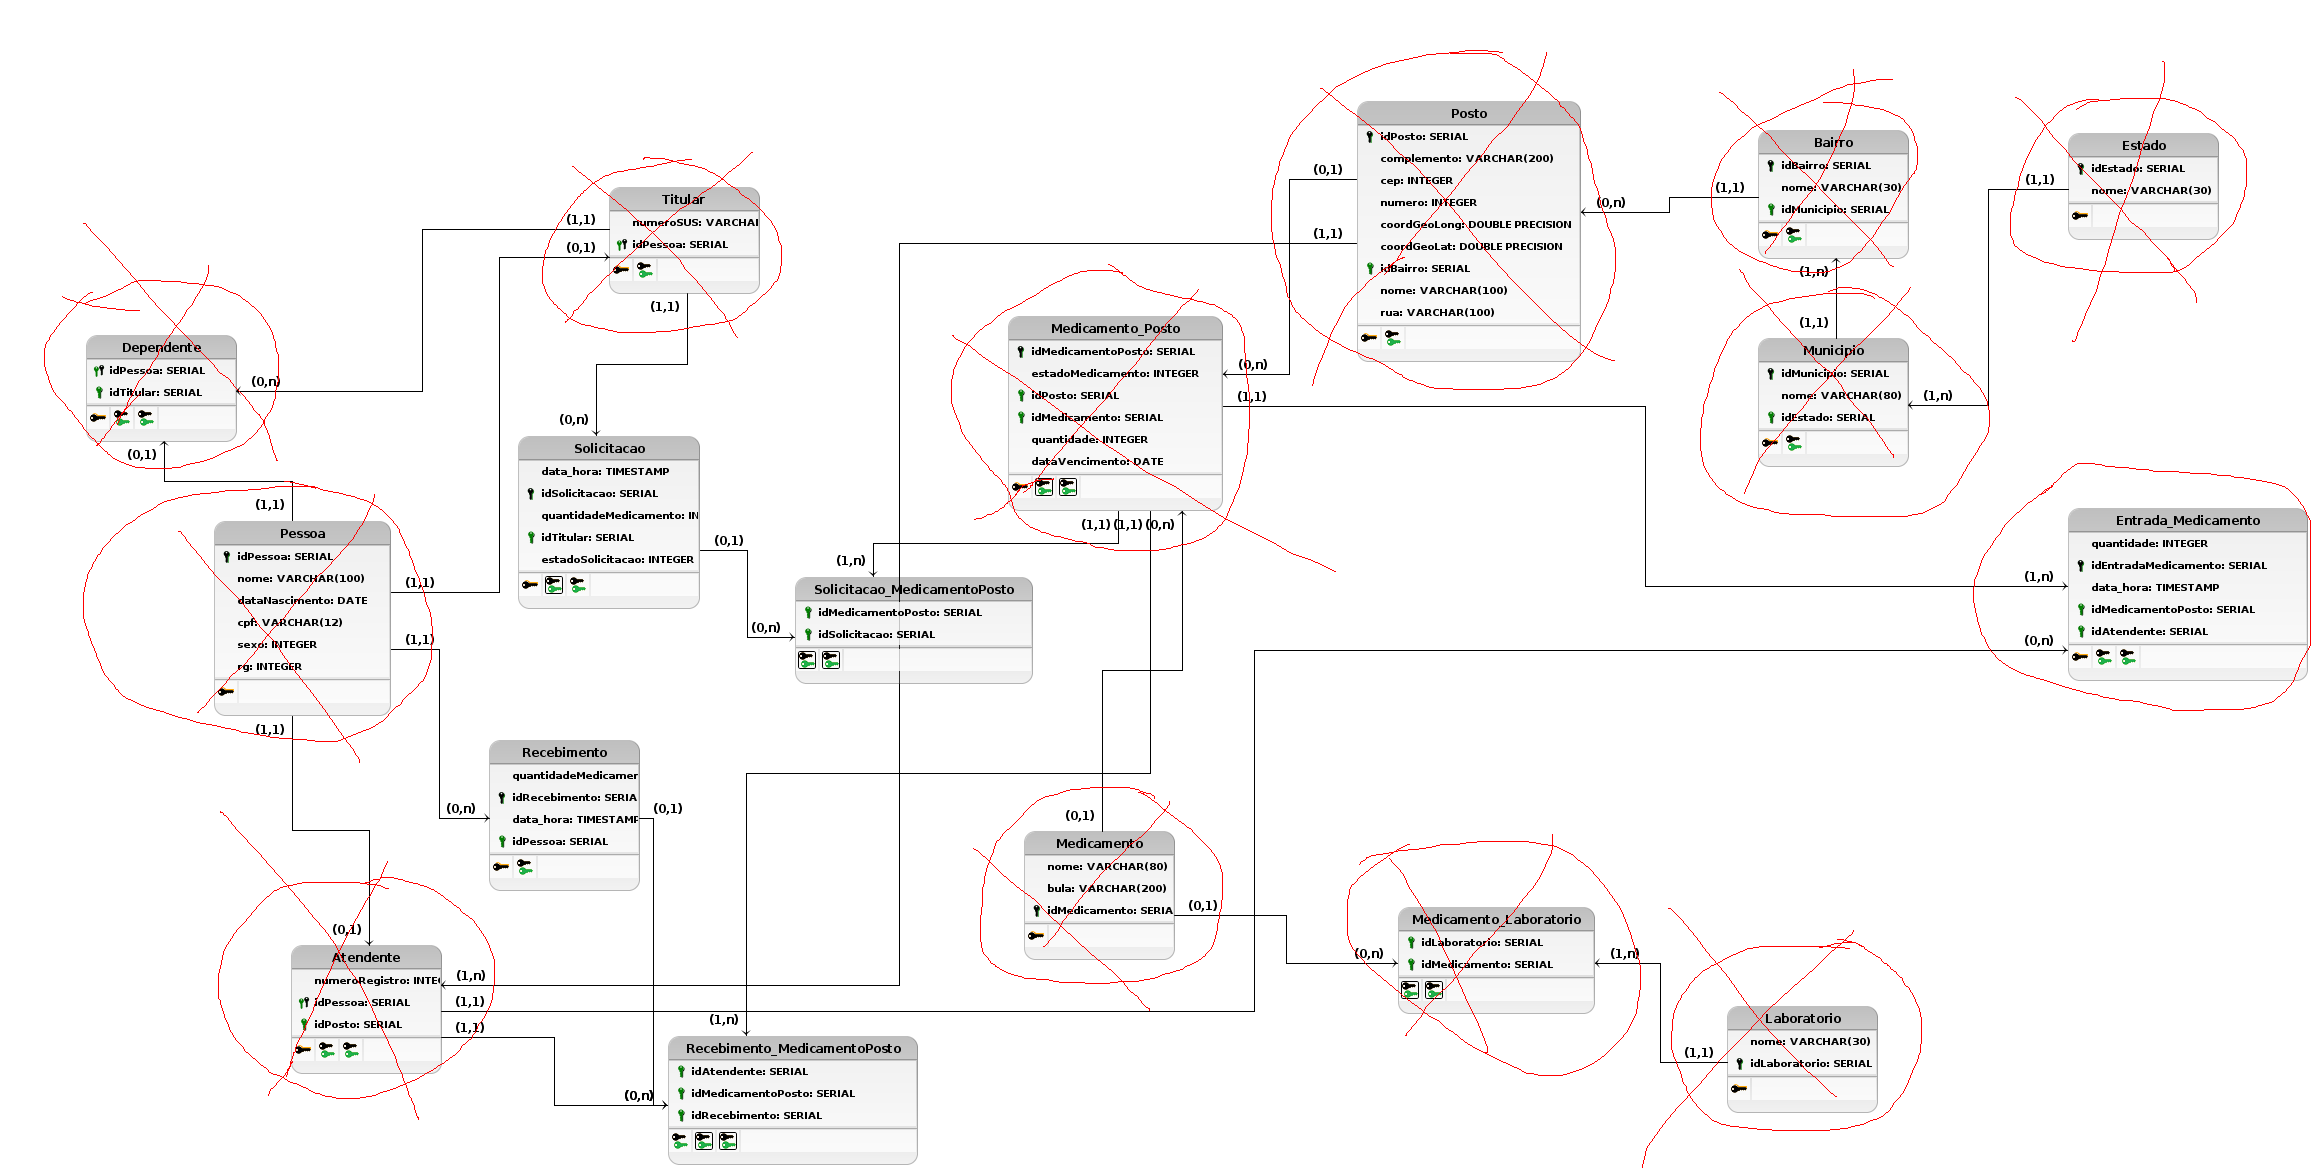 Posto
idPosto: SERIAL
complemento: VARCHAR(200)
cep: INTEGER
numero: INTEGER
coordGeoLong: DOUBLE PRECISION
coordGeoLat: DOUBLE PRECISION
idBairro: SERIAL
nome: VARCHAR(100)
rua: VARCHAR(100)
(0,1)
(1,1)
(0,n)
Bairro
idBairro: SERIAL
nome: VARCHAR(30)
idMunicipio: SERIAL
(1,1)
(1,n)
Estado
idEstado: SERIAL
nome: VARCHAR(30)
(1,1)
Municipio
idMunicipio: SERIAL
nome: VARCHAR(80)
idEstado: SERIAL
(1,1)
(1,n)
Titular
numeroSUS: VARCHAI
idPessoa: SERIAL
(1,1)
(0,1)
(1,1)
Dependente
idPessoa: SERIAL
idTitular: SERIAL
(0,n)
(0,1)
Medicamento_Posto
idMedicamentoPosto: SERIAL
estadoMedicamento: INTEGER
idPosto: SERIAL
idMedicamento: SERIAL
quantidade: INTEGER
dataVencimento: DATE
(0,n)
(1,1)
(1,1)
(1,1)
(0,n)
Solicitacao
data_hora: TIMESTAMP
idSolicitacao: SERIAL
quantidadeMedicamento: IN
idTitular: SERIAL
estadoSolicitacao: INTEGER
(0,n)
(0,1)
Pessoa
idPessoa: SERIAL
nome: VARCHAR(100)
dataNascimento: DATE
cpf: VARCHAR(12)
sexo: INTEGER
rg: INTEGER
(1,1)
(1,1)
(1,1)
(1,1)
Solicitacao_MedicamentoPosto
idMedicamentoPosto: SERIAL
idSolicitacao: SERIAL
(1,n)
(0,n)
Entrada_Medicamento
quantidade: INTEGER
idEntradaMedicamento: SERIAL
data_hora: TIMESTAMP
idMedicamentoPosto: SERIAL
idAtendente: SERIAL
(1,n)
(0,n)
Recebimento
quantidadeMedicamer
idRecebimento: SERIA
data_hora: TIMESTAMF
idPessoa: SERIAL
(0,n)
(0,1)
Medicamento
nome: VARCHAR(80)
bula: VARCHAR(200)
idMedicamento: SERIA
(0,1)
(0,1)
Medicamento_Laboratorio
idLaboratorio: SERIAL
idMedicamento: SERIAL
(0,n)
(1,n)
Laboratorio
nome: VARCHAR(30)
idLaboratorio: SERIAL
(1,1)
Atendente
numeroRegistro: INTE
idPessoa: SERIAL
idPosto: SERIAL
(0,1)
(1,n)
(1,1)
(1,1)
Recebimento_MedicamentoPosto
idAtendente: SERIAL
idMedicamentoPosto: SERIAL
idRecebimento: SERIAL
(1,n)
(0,n)